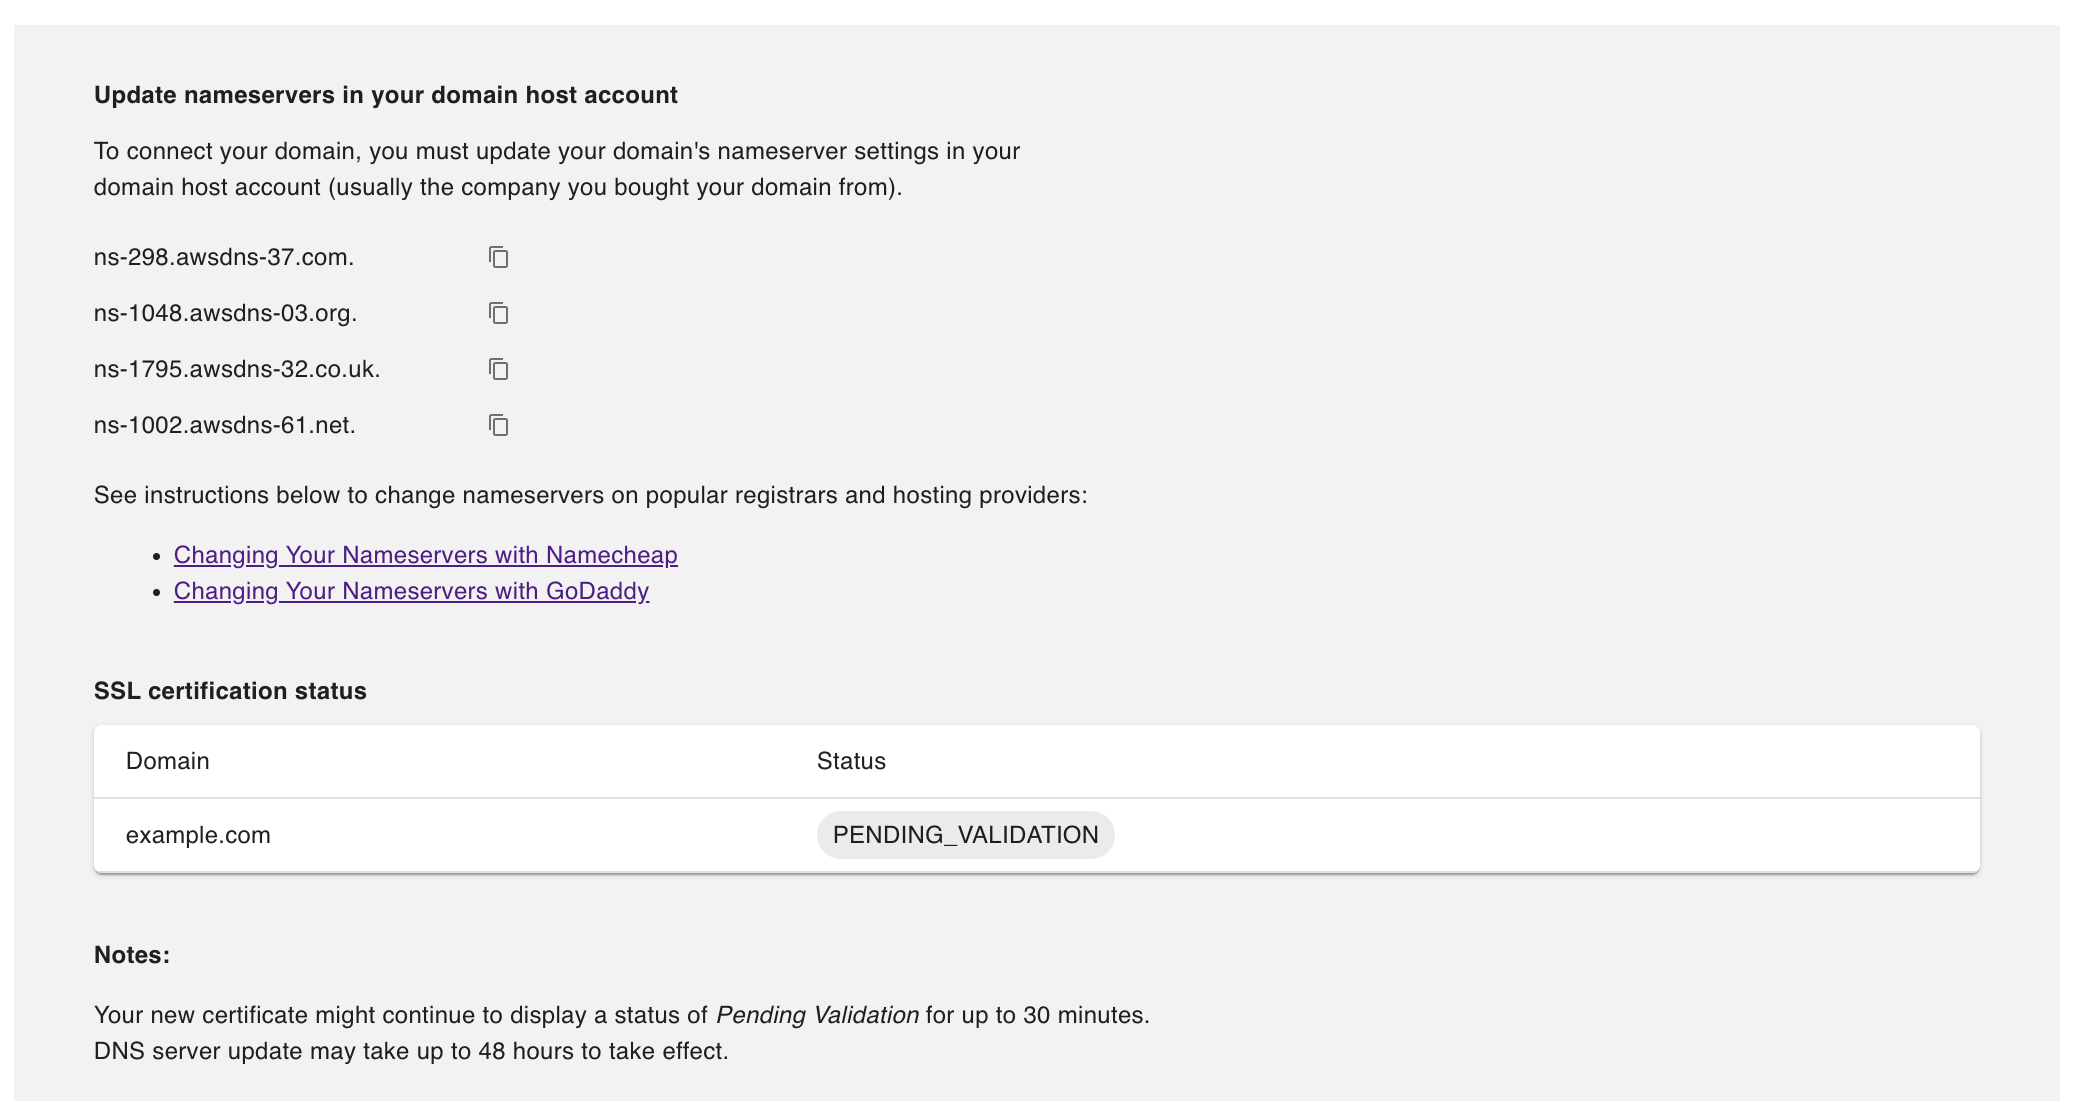 Update nameservers in your domain host account
To connect your domain, you must update your domain's nameserver settings in your
domain host account (usually the company you bought your domain from).
ns-298.awsdns-37.com.
ns-1048.awsdns-03.org.
ns-1795.awsdns-32.co.uk.
ns-1002.awsdns-61.net.
See instructions below to change nameservers on popular registrars and hosting providers:
• Changing Your Nameservers with Namecheap
• Changing Your Nameservers with GoDaddy
SSL certification status
Domain Status
example.com PENDING_VALIDATION
Notes:
Your new certificate might continue to display a status of Pending Validation for up to 30 minutes.
DNS server update may take up to 48 hours to take effect.